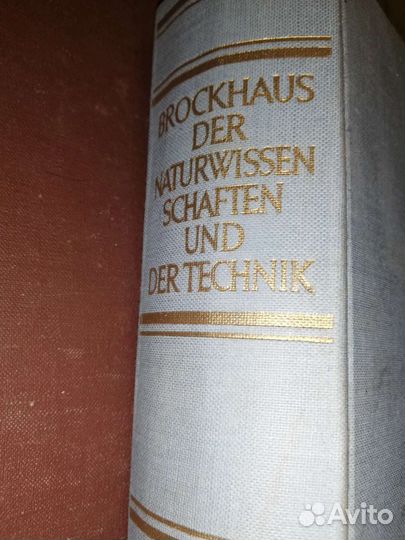 BROCKHAUS
DER
NATURWISSEN
SCHAFTEN
UND
DER TECHNIK
Avito